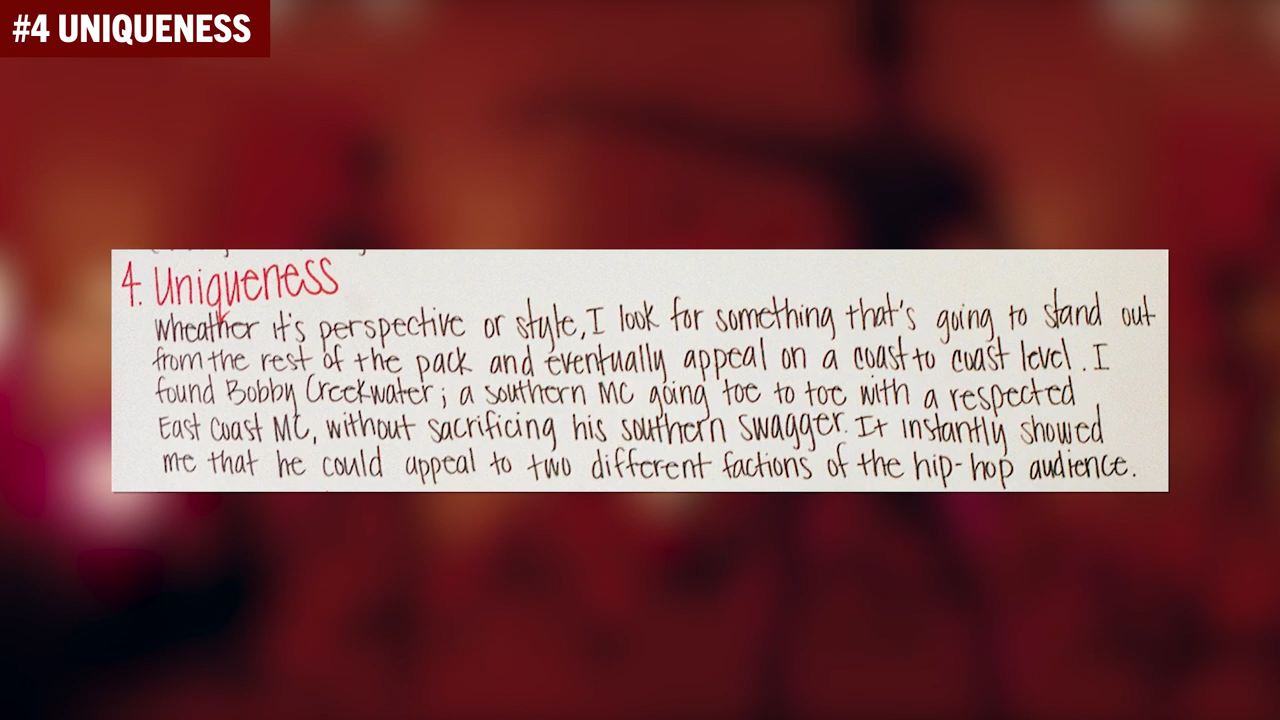 #4 UNIQUENESS
4. Uniqueness
Wheather it's perspective or style, I look for something that's going to stand out
from the rest of the pack and eventually appeal on a coast to coast level. I
found Bobby Creekwater; a southern MC going toe to toe with a respected
East Coast MC, without sacrificing his southern swagger. It instantly showed
me that he could appeal to two different factions of the hip-hop audience.